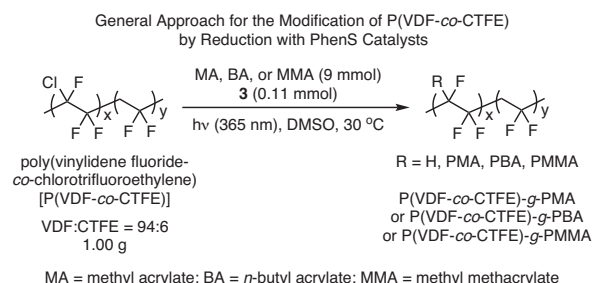 General Approach for the Modification of P(VDF-co-CTFE)
by Reduction with PhenS Catalysts
Cl F
x y
F F F F
MA, BA, or MMA (9 mmol)
3 (0.11 mmol)
hν (365 nm), DMSO, 30 °C
R F
x y
F F F F
poly(vinylidene fluoride-
co-chlorotrifluoroethylene)
[P(VDF-co-CTFE)]
VDF:CTFE = 94:6
1.00 g
R = H, PMA, PBA, PMMA
P(VDF-co-CTFE)-g-PMA
or P(VDF-co-CTFE)-g-PBA
or P(VDF-co-CTFE)-g-PMMA
MA = methyl acrylate; BA = n-butyl acrylate; MMA = methyl methacrylate